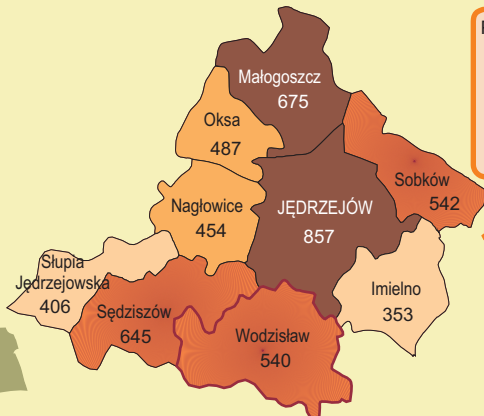 Małogoszcz
675
Oksa
487
Sobków
542
Nagłowice
454
JĘDRZEJÓW
857
Słupia
Jędrzejowska
406
Imielno
353
Sędziszów
645
Wodzisław
540